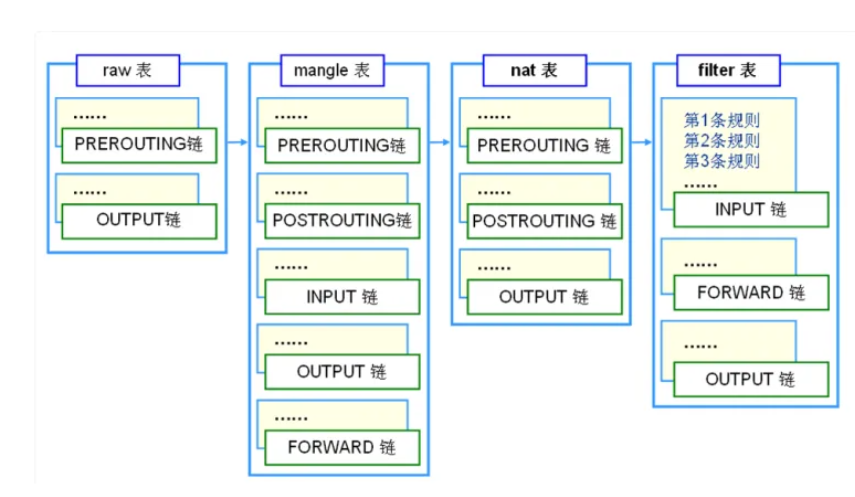 raw 表
……
PREROUTING链
……
OUTPUT链
mangle 表
……
PREROUTING链
……
POSTROUTING链
……
INPUT 链
……
OUTPUT 链
……
FORWARD 链
nat 表
……
PREROUTING 链
……
POSTROUTING 链
……
OUTPUT 链
filter 表
第1条规则
第2条规则
第3条规则
……
INPUT 链
……
FORWARD 链
……
OUTPUT 链